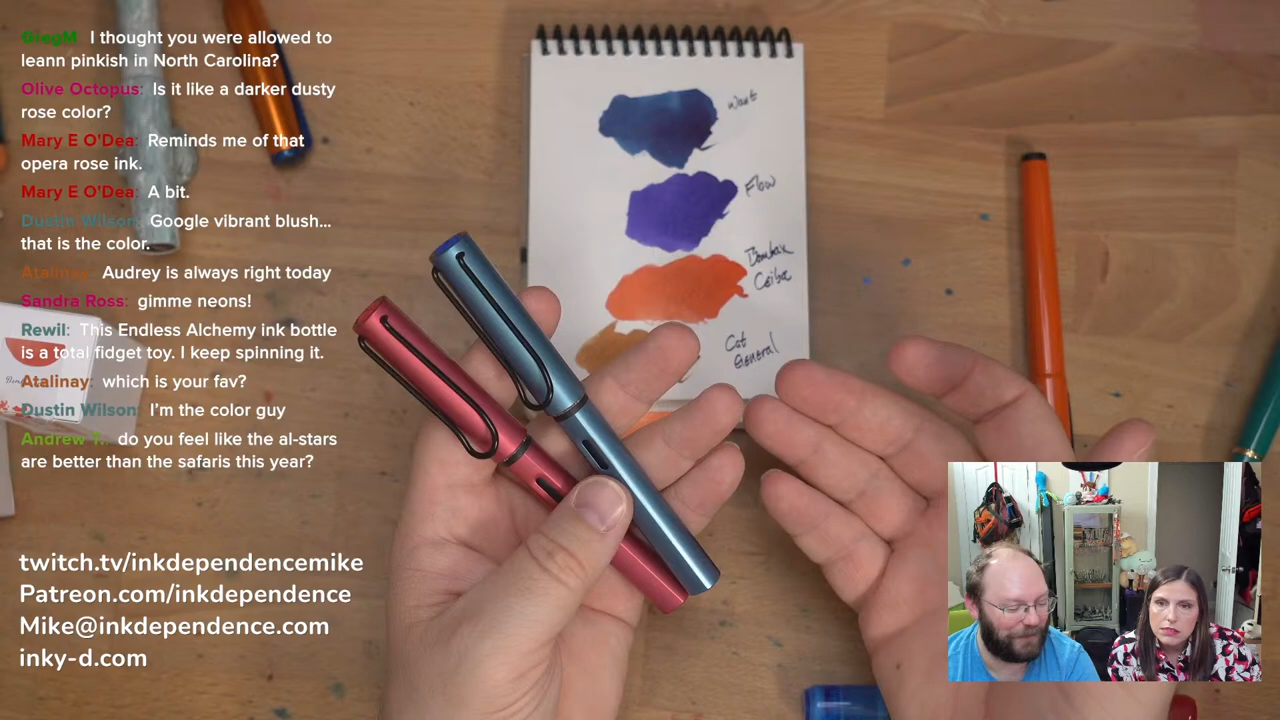 GiegM: I thought you were allowed to
leann pinkish in North Carolina?
Olive Octopus: Is it like a darker dusty
rose color?
Mary E O'Dea: Reminds me of that
opera rose ink.
Mary E O'Dea: A bit.
Dustin Wilson: Google vibrant blush...
that is the color.
Atalinay: Audrey is always right today
Sandra Ross: gimme neons!
Rewil: This Endless Alchemy ink bottle
is a total fidget toy. I keep spinning it.
Atalinay: which is your fav?
Dustin Wilson: I'm the color guy
Andrew T.: do you feel like the al-stars
are better than the safaris this year?
twitch.tv/inkdependencemike
Patreon.com/inkdependence
Mike@inkdependence.com
inky-d.com
Flow
Bombax
Ceiba
Cat
General